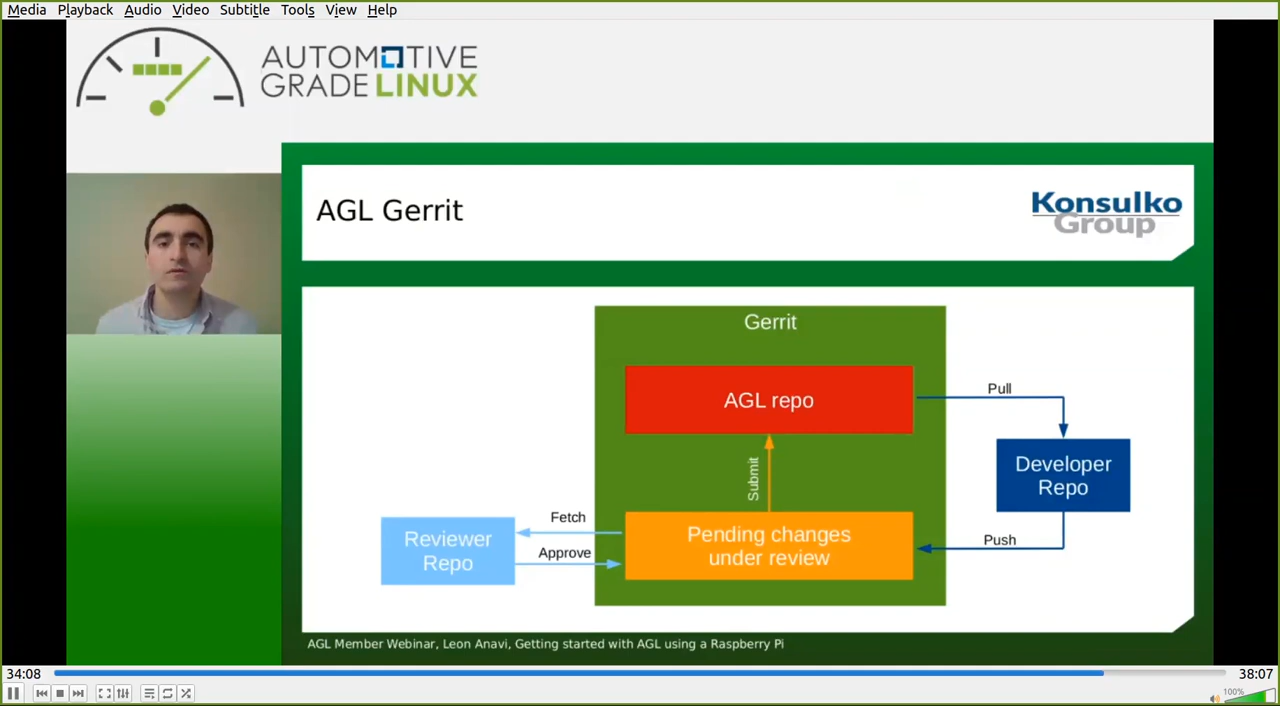 Media Playback Audio Video Subtitle Tools View Help
AUTOMOTIVE
GRADE LINUX
AGL Gerrit
Konsulko
Group
Gerrit
AGL repo
Pull
Submit
Developer
Repo
Fetch
Approve
Reviewer
Repo
Pending changes
under review
Push
AGL Member Webinar, Leon Anavi, Getting started with AGL using a Raspberry Pi
34:08
38:07
100%